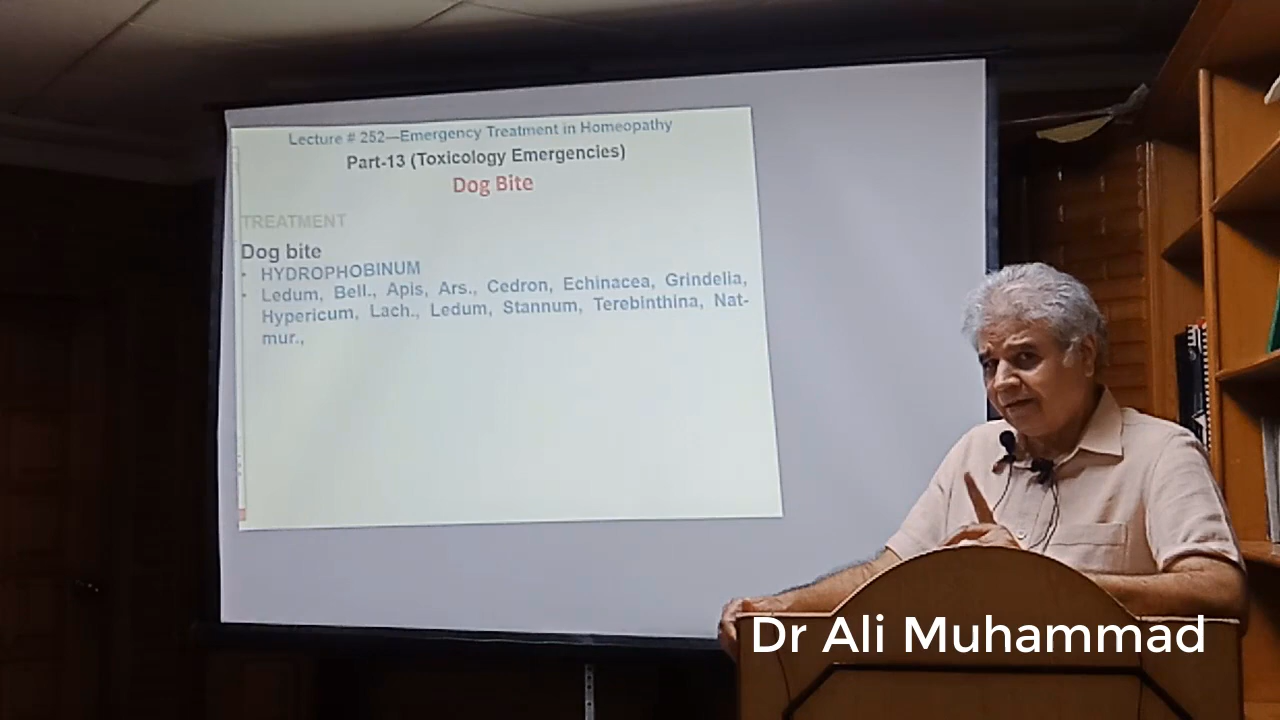 Lecture # 252—Emergency Treatment in Homeopathy
Part-13 (Toxicology Emergencies)
Dog Bite
TREATMENT
Dog bite
• HYDROPHOBINUM
• Ledum, Bell., Apis, Ars., Cedron, Echinacea, Grindelia,
Hypericum, Lach., Ledum, Stannum, Terebinthina, Nat-
mur.,
Dr Ali Muhammad